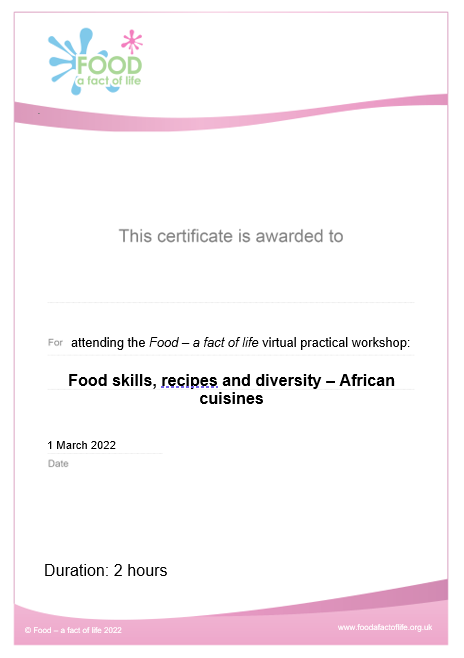 FOOD
a fact of life
This certificate is awarded to
For attending the Food – a fact of life virtual practical workshop:
Food skills, recipes and diversity – African
cuisines
1 March 2022
Date
Duration: 2 hours
© Food – a fact of life 2022
www.foodafactoflife.org.uk